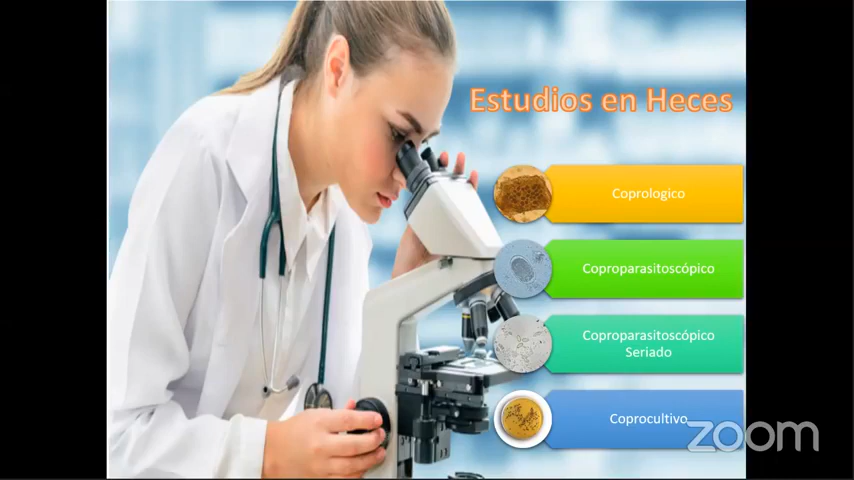 Estudios en Heces
Coprologico
Coproparasitoscópico
Coproparasitoscópico
Seriado
Coprocultivo
zoom